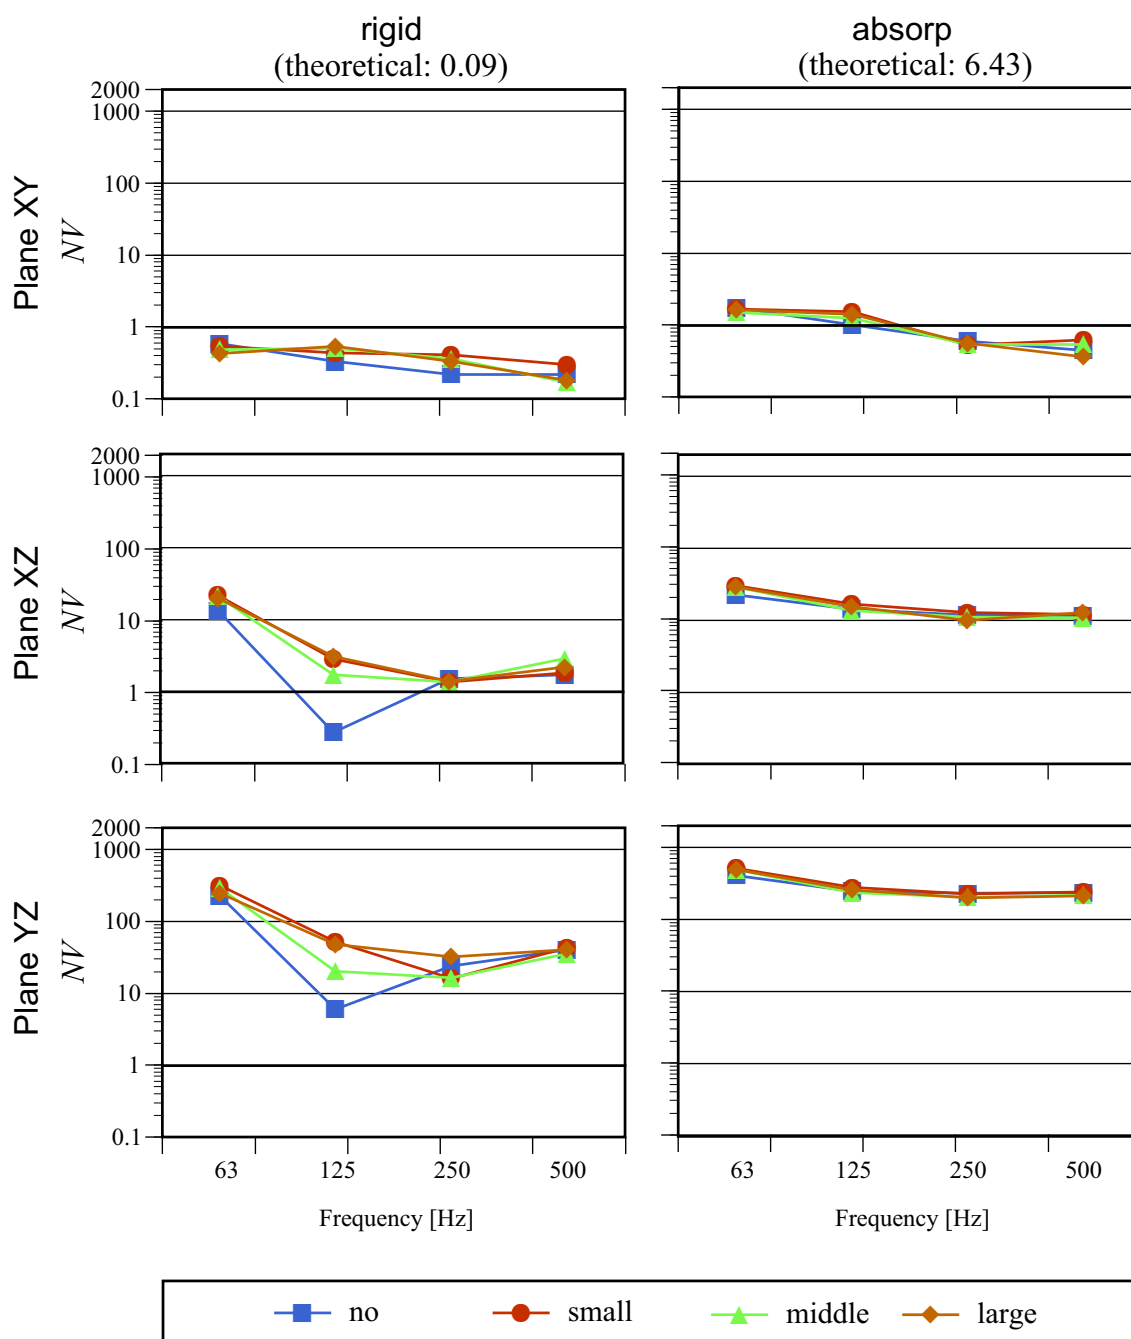 rigid
(theoretical: 0.09)
absorp
(theoretical: 6.43)
Plane XY
NV
2000
1000
100
10
1
0.1
Plane XZ
NV
2000
1000
100
10
1
0.1
Plane YZ
NV
2000
1000
100
10
1
0.1
63 125 250 500
63 125 250 500
Frequency [Hz]
Frequency [Hz]
no small middle large